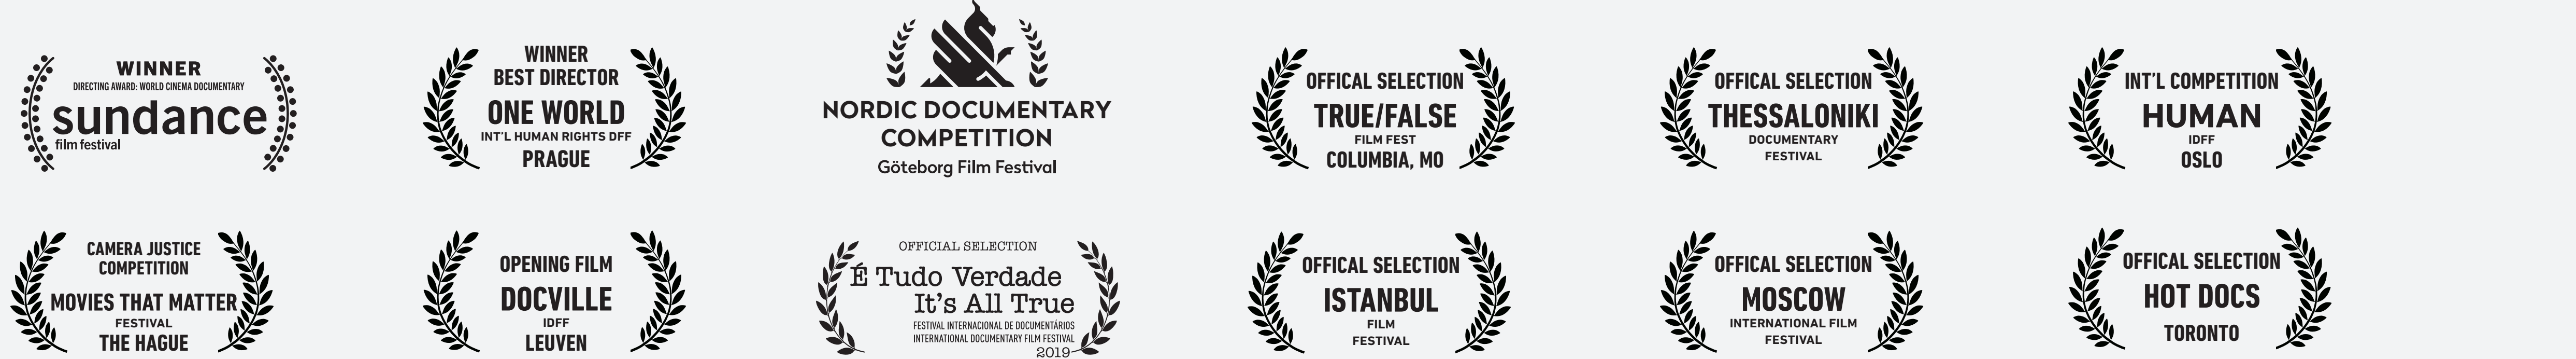 WINNER
DIRECTING AWARD: WORLD CINEMA DOCUMENTARY
sundance
film festival
WINNER
BEST DIRECTOR
ONE WORLD
INT'L HUMAN RIGHTS DFF
PRAGUE
NORDIC DOCUMENTARY
COMPETITION
Göteborg Film Festival
OFFICAL SELECTION
TRUE/FALSE
FILM FEST
COLUMBIA, MO
OFFICAL SELECTION
THESSALONIKI
DOCUMENTARY
FESTIVAL
INT'L COMPETITION
HUMAN
IDFF
OSLO
CAMERA JUSTICE
COMPETITION
MOVIES THAT MATTER
FESTIVAL
THE HAGUE
OPENING FILM
DOCVILLE
IDFF
LEUVEN
OFFICIAL SELECTION
É Tudo Verdade
It's All True
FESTIVAL INTERNACIONAL DE DOCUMENTÁRIOS
INTERNATIONAL DOCUMENTARY FILM FESTIVAL
2019
OFFICAL SELECTION
ISTANBUL
FILM
FESTIVAL
OFFICAL SELECTION
MOSCOW
INTERNATIONAL FILM
FESTIVAL
OFFICAL SELECTION
HOT DOCS
TORONTO